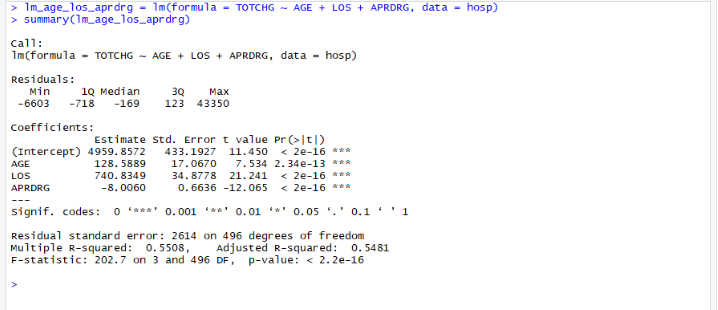 > lm_age_los_aprdrg = lm(formula = TOTCHG ~ AGE + LOS + APRDRG, data = hosp)
> summary(lm_age_los_aprdrg)
Call:
lm(formula = TOTCHG ~ AGE + LOS + APRDRG, data = hosp)
Residuals:
Min 1Q Median 3Q Max
-6603 -718 -169 123 43350
Coefficients:
Estimate Std. Error t value Pr(>|t|)
(Intercept) 4959.8572 433.1927 11.450 < 2e-16 ***
AGE 128.5889 17.0670 7.534 2.34e-13 ***
LOS 740.8349 34.8778 21.241 < 2e-16 ***
APRDRG -8.0060 0.6636 -12.065 < 2e-16 ***
---
Signif. codes: 0 ‘***’ 0.001 ‘**’ 0.01 ‘*’ 0.05 ‘.’ 0.1 ‘ ’ 1
Residual standard error: 2614 on 496 degrees of freedom
Multiple R-squared: 0.5508, Adjusted R-squared: 0.5481
F-statistic: 202.7 on 3 and 496 DF, p-value: < 2.2e-16
>